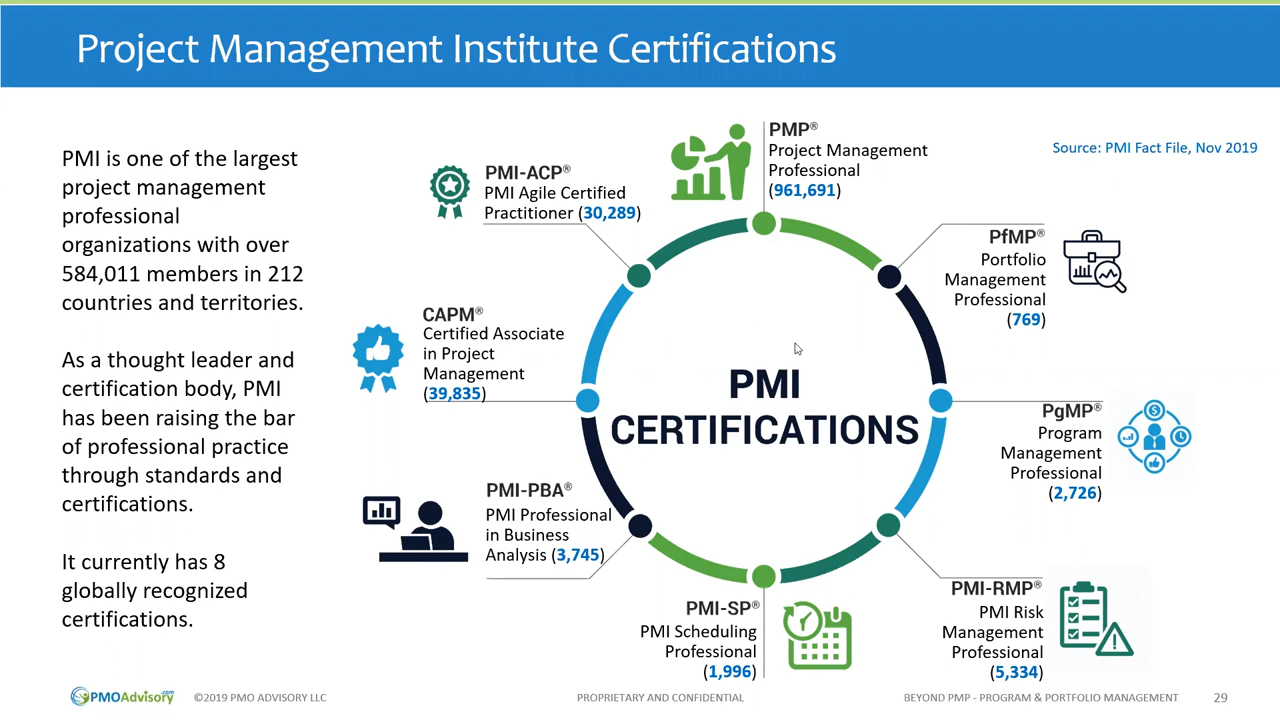 Project Management Institute Certifications
PMI is one of the largest
project management
professional
organizations with over
584,011 members in 212
countries and territories.
As a thought leader and
certification body, PMI
has been raising the bar
of professional practice
through standards and
certifications.
It currently has 8
globally recognized
certifications.
Source: PMI Fact File, Nov 2019
PMP®
Project Management
Professional
(961,691)
PfMP®
Portfolio
Management
Professional
(769)
PgMP®
Program
Management
Professional
(2,726)
PMI-RMP®
PMI Risk
Management
Professional
(5,334)
PMI-SP®
PMI Scheduling
Professional
(1,996)
PMI-PBA®
PMI Professional
in Business
Analysis (3,745)
CAPM®
Certified Associate
in Project
Management
(39,835)
PMI-ACP®
PMI Agile Certified
Practitioner (30,289)
PMI
CERTIFICATIONS
PMOAdvisory.com
©2019 PMO ADVISORY LLC
PROPRIETARY AND CONFIDENTIAL
BEYOND PMP - PROGRAM & PORTFOLIO MANAGEMENT
29